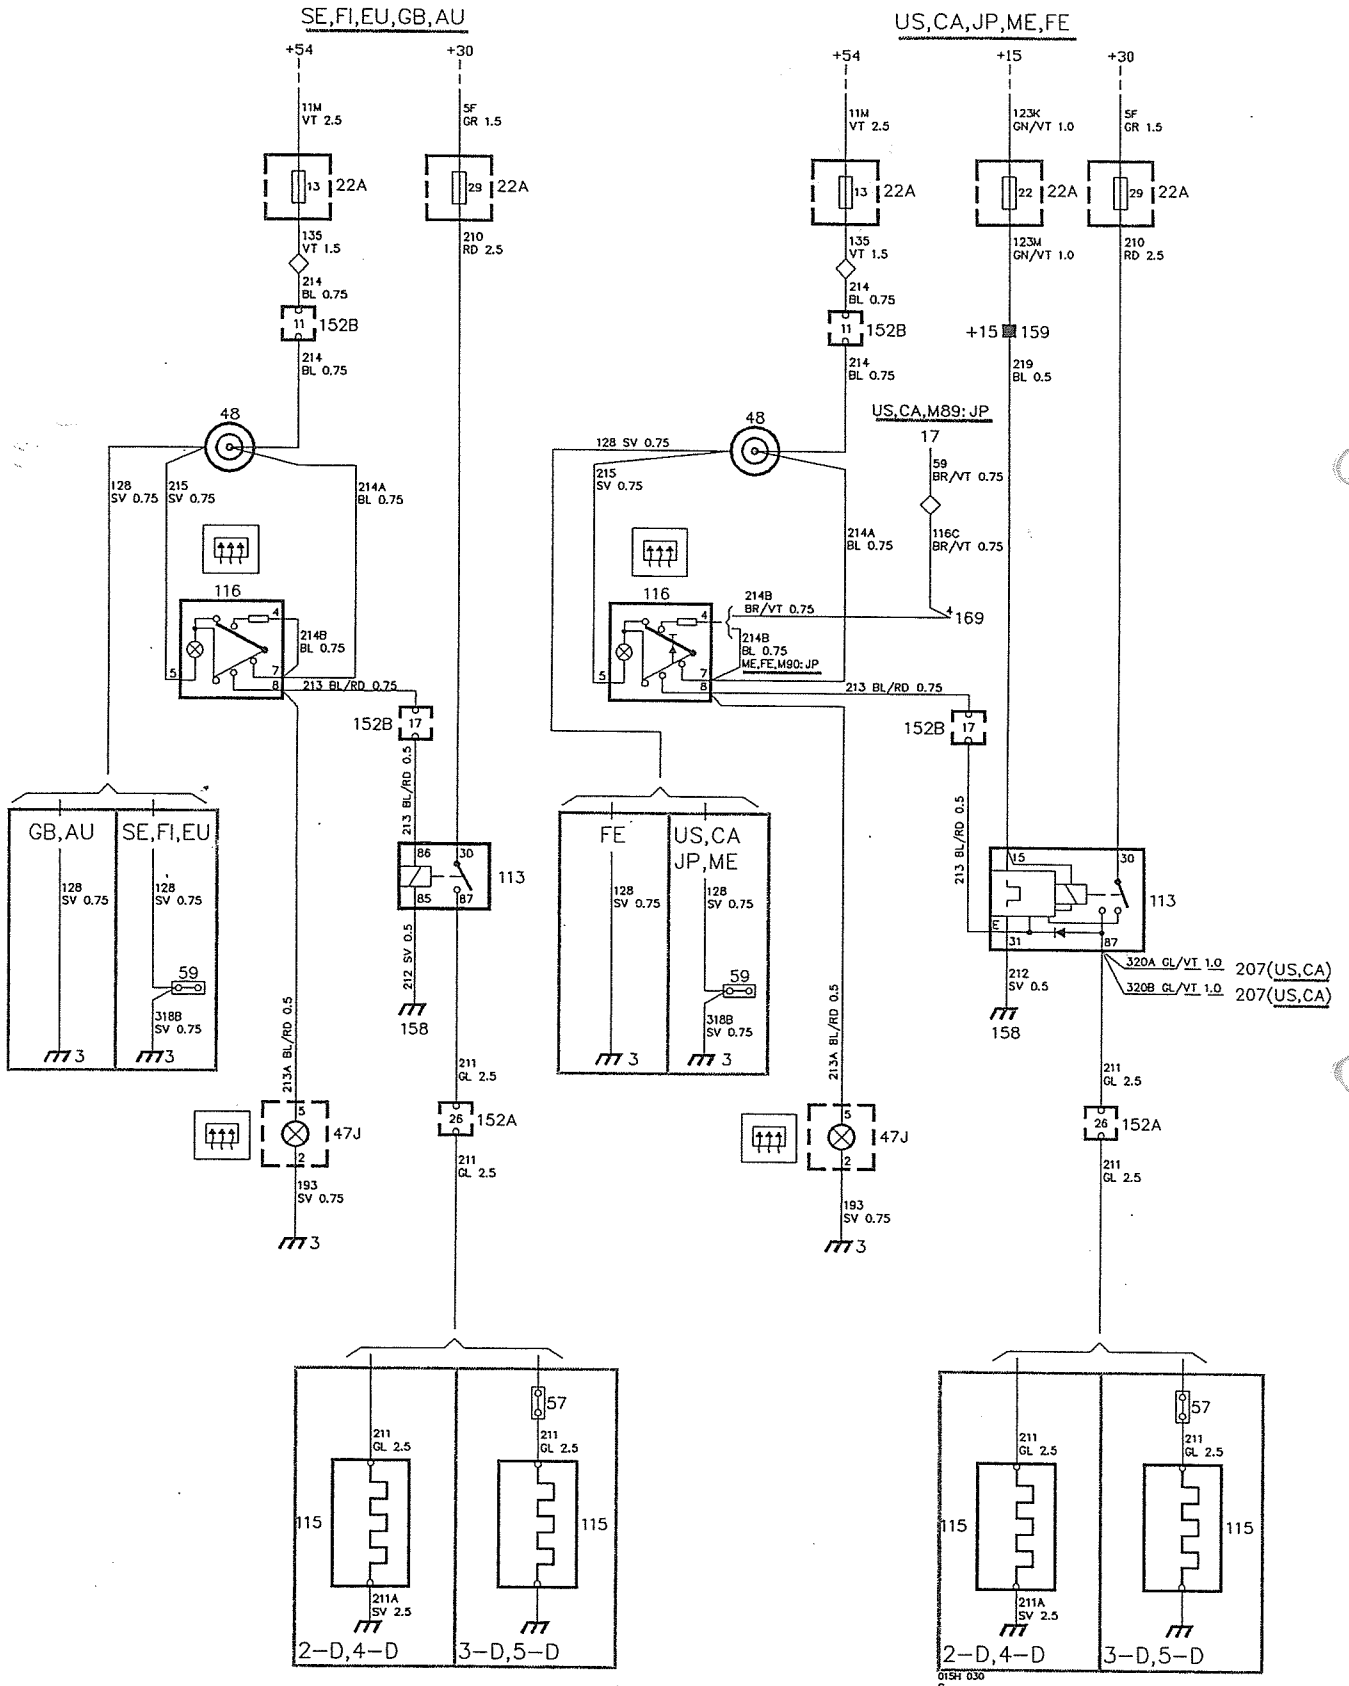 SE,FI,EU,GB,AU
+54
+30
11M
VT 2.5
5F
GR 1.5
13
22A
29
22A
135
VT 1.5
210
RD 2.5
214
BL 0.75
11
152B
214
BL 0.75
48
128
SV 0.75
215
SV 0.75
214A
BL 0.75
116
4
214B
BL 0.75
5
7
8
213 BL/RD 0.75
152B
17
213 BL/RD 0.5
GB,AU
SE,FI,EU
128
SV 0.75
128
SV 0.75
59
318B
SV 0.75
3
3
86
30
113
85
87
212 SV 0.5
158
213A BL/RD 0.5
211
GL 2.5
5
47J
2
26
152A
193
SV 0.75
211
GL 2.5
3
57
211
GL 2.5
211
GL 2.5
115
115
211A
SV 2.5
2-D,4-D
3-D,5-D
US,CA,JP,ME,FE
+54
+15
+30
11M
VT 2.5
123K
GN/VT 1.0
5F
GR 1.5
13
22A
22
22A
29
22A
135
VT 1.5
123M
GN/VT 1.0
210
RD 2.5
214
BL 0.75
11
152B
+15
159
214
BL 0.75
219
BL 0.5
US,CA,M89:JP
17
48
128 SV 0.75
59
BR/VT 0.75
215
SV 0.75
214A
BL 0.75
116C
BR/VT 0.75
116
4
214B
BR/VT 0.75
4
169
214B
BL 0.75
ME,FE,M90:JP
5
7
8
213 BL/RD 0.75
152B
17
213 BL/RD 0.5
FE
US,CA
JP,ME
128
SV 0.75
128
SV 0.75
59
318B
SV 0.75
3
3
15
30
113
E
31
87
212
SV 0.5
158
320A GL/VT 1.0
207(US,CA)
320B GL/VT 1.0
207(US,CA)
213A BL/RD 0.5
211
GL 2.5
5
47J
2
26
152A
193
SV 0.75
211
GL 2.5
3
57
211
GL 2.5
211
GL 2.5
115
115
211A
SV 2.5
2-D,4-D
3-D,5-D
015H 030